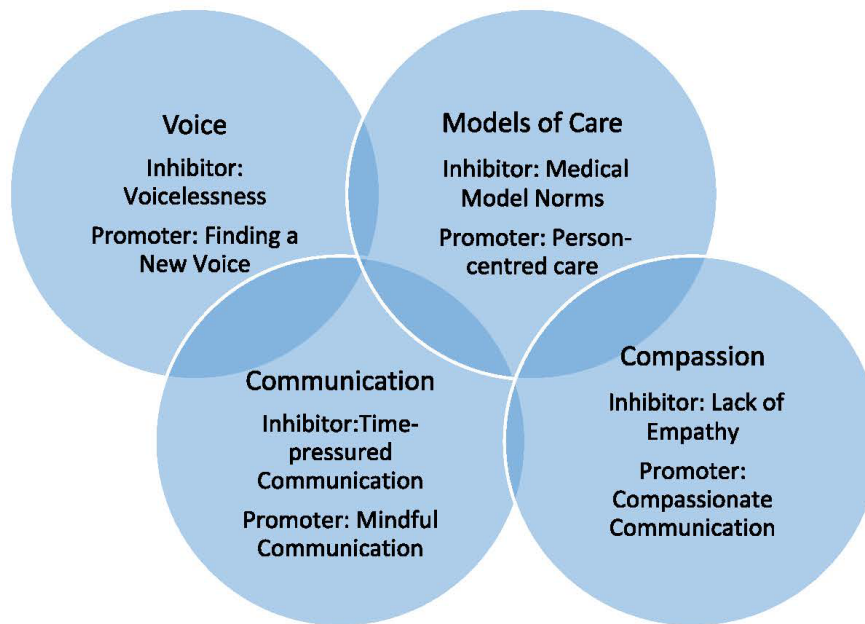 Voice
Inhibitor:
Voicelessness
Promoter: Finding a
New Voice
Models of Care
Inhibitor: Medical
Model Norms
Promoter: Person-
centred care
Communication
Inhibitor:Time-
pressured
Communication
Promoter: Mindful
Communication
Compassion
Inhibitor: Lack of
Empathy
Promoter:
Compassionate
Communication